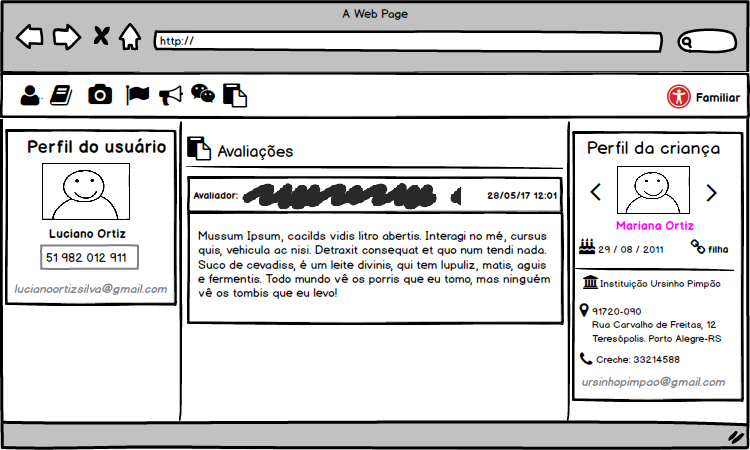 A Web Page
http://
Familiar
Perfil do usuário
Luciano Ortiz
51 982 012 911
lucianoortizsilva@gmail.com
Avaliações
Avaliador:
28/05/17 12:01
Mussum Ipsum, cacilds vidis litro abertis. Interagi no mé, cursus
quis, vehicula ac nisi. Detraxit consequat et quo num tendi nada.
Suco de cevadiss, é um leite divinis, qui tem lupuliz, matis, aguis
e fermentis. Todo mundo vê os porris que eu tomo, mas ninguém
vê os tombis que eu levo!
Perfil da criança
Mariana Ortiz
29 / 08 / 2011 filha
Instituição Ursinho Pimpão
91720-090
Rua Carvalho de Freitas, 12
Teresópolis. Porto Alegre-RS
Creche: 33214588
ursinhopimpao@gmail.com